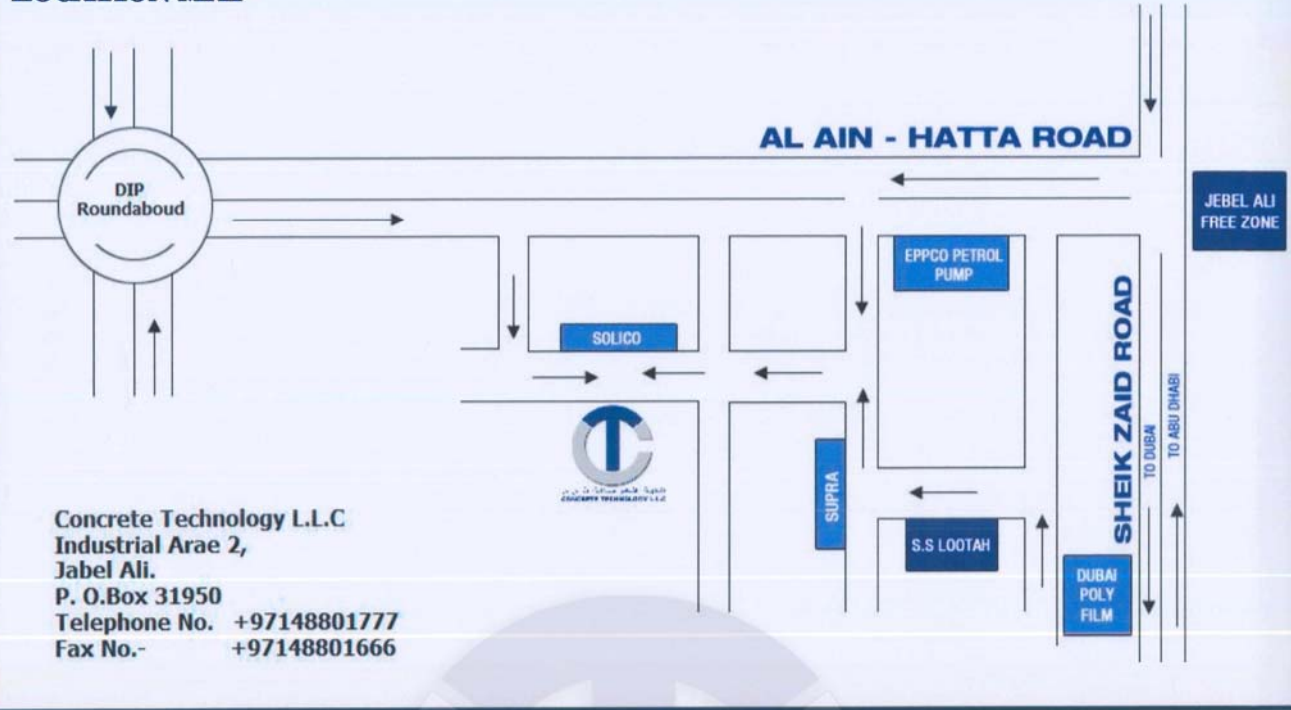 AL AIN - HATTA ROAD
DIP
Roundaboud
JEBEL ALI
FREE ZONE
EPPCO PETROL
PUMP
SOLICO
SHEIK ZAID ROAD
TO DUBAI
TO ABU DHABI
CONCRETE TECHNOLOGY L.L.C
SUPRA
S.S LOOTAH
DUBAI
POLY
FILM
Concrete Technology L.L.C
Industrial Arae 2,
Jabel Ali.
P. O.Box 31950
Telephone No. +97148801777
Fax No.- +97148801666